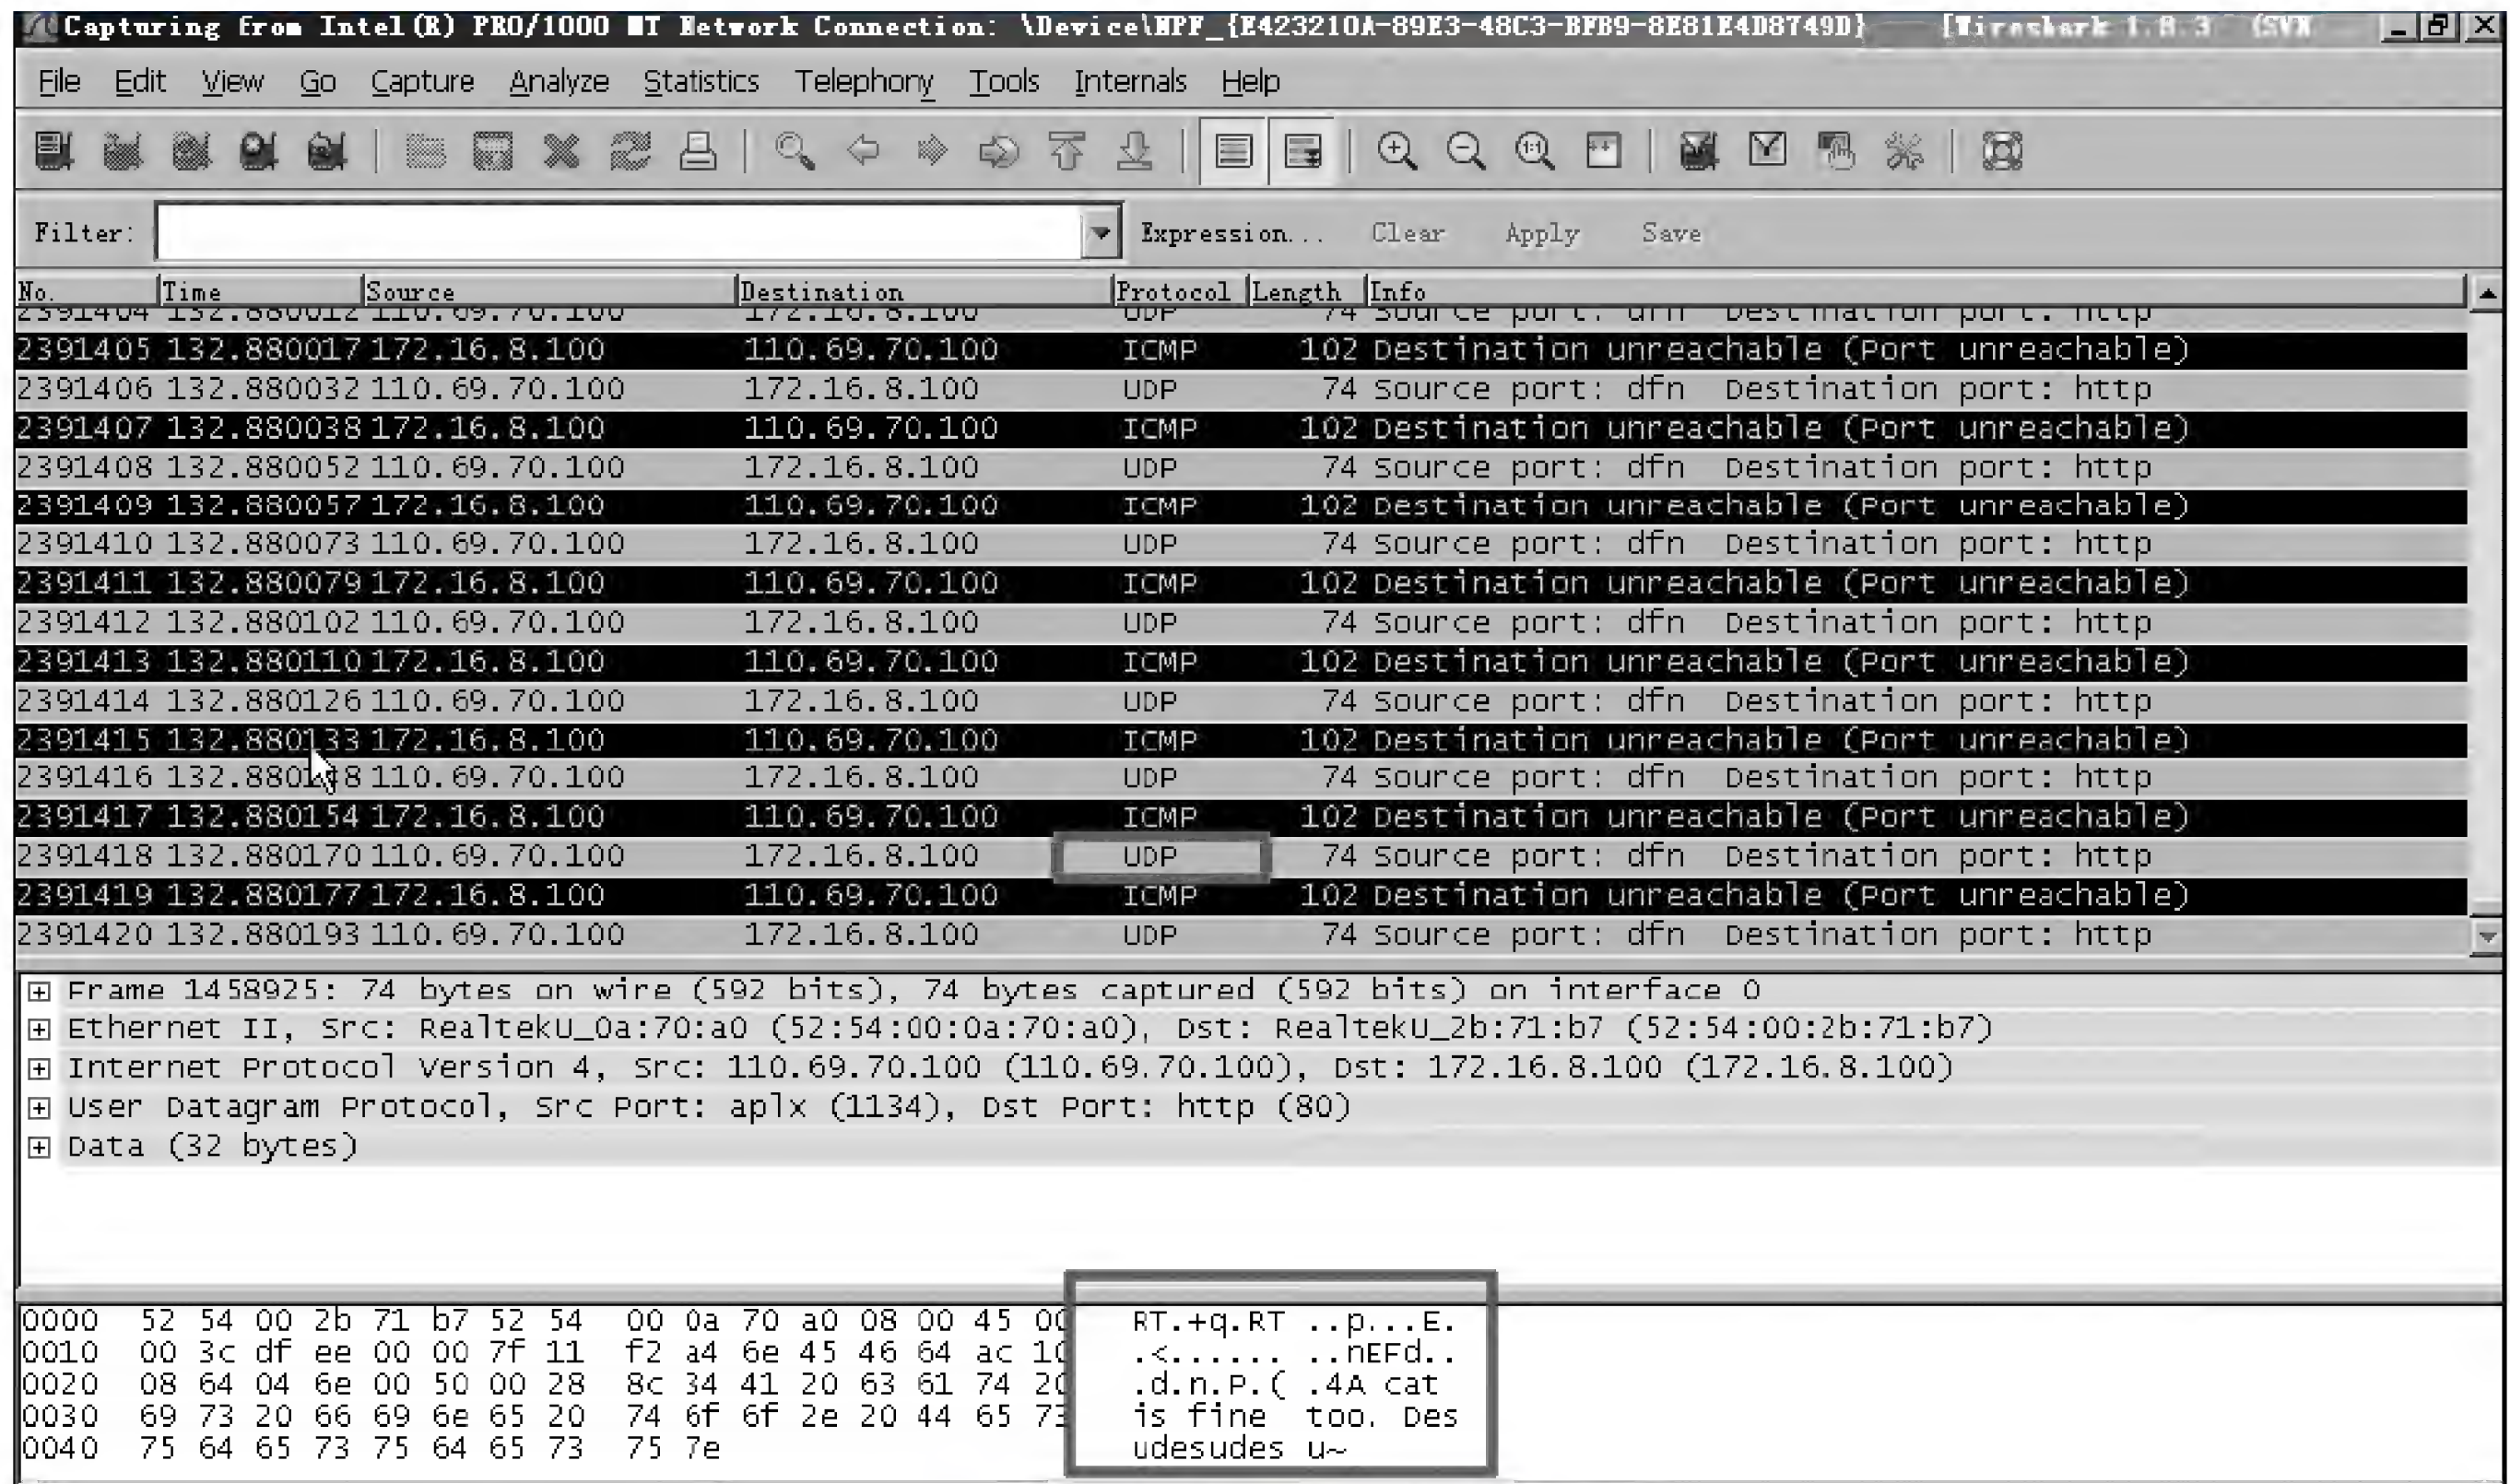 Capturing from Intel(R) PRO/1000 MT Network Connection: \Device\NPF_{E423210A-89E3-48C3-BFB9-8E81E4D8749D} [Wireshark 1.8.3 (SVN
File Edit View Go Capture Analyze Statistics Telephony Tools Internals Help
Filter: Expression... Clear Apply Save
No. Time Source Destination Protocol Length Info
2391404 132.880012 110.69.70.100 172.16.8.100 UDP 74 Source port: dfn Destination port: http
2391405 132.880017 172.16.8.100 110.69.70.100 ICMP 102 Destination unreachable (Port unreachable)
2391406 132.880032 110.69.70.100 172.16.8.100 UDP 74 Source port: dfn Destination port: http
2391407 132.880038 172.16.8.100 110.69.70.100 ICMP 102 Destination unreachable (Port unreachable)
2391408 132.880052 110.69.70.100 172.16.8.100 UDP 74 Source port: dfn Destination port: http
2391409 132.880057 172.16.8.100 110.69.70.100 ICMP 102 Destination unreachable (Port unreachable)
2391410 132.880073 110.69.70.100 172.16.8.100 UDP 74 Source port: dfn Destination port: http
2391411 132.880079 172.16.8.100 110.69.70.100 ICMP 102 Destination unreachable (Port unreachable)
2391412 132.880102 110.69.70.100 172.16.8.100 UDP 74 Source port: dfn Destination port: http
2391413 132.880110 172.16.8.100 110.69.70.100 ICMP 102 Destination unreachable (Port unreachable)
2391414 132.880126 110.69.70.100 172.16.8.100 UDP 74 Source port: dfn Destination port: http
2391415 132.880133 172.16.8.100 110.69.70.100 ICMP 102 Destination unreachable (Port unreachable)
2391416 110.69.70.100 172.16.8.100 UDP 74 Source port: dfn Destination port: http
2391417 132.880154 172.16.8.100 110.69.70.100 ICMP 102 Destination unreachable (Port unreachable)
2391418 132.880170 110.69.70.100 172.16.8.100 UDP 74 Source port: dfn Destination port: http
2391419 132.880177 172.16.8.100 110.69.70.100 ICMP 102 Destination unreachable (Port unreachable)
2391420 132.880193 110.69.70.100 172.16.8.100 UDP 74 Source port: dfn Destination port: http
Frame 1458925: 74 bytes on wire (592 bits), 74 bytes captured (592 bits) on interface 0
Ethernet II, Src: RealtekU_0a:70:a0 (52:54:00:0a:70:a0), Dst: RealtekU_2b:71:b7 (52:54:00:2b:71:b7)
Internet Protocol Version 4, Src: 110.69.70.100 (110.69.70.100), Dst: 172.16.8.100 (172.16.8.100)
User Datagram Protocol, Src Port: aplx (1134), Dst Port: http (80)
Data (32 bytes)
0000 52 54 00 2b 71 b7 52 54 00 0a 70 a0 08 00 45 00 RT.+q.RT ..p...E.
0010 00 3c df ee 00 00 7f 11 f2 a4 6e 45 46 64 ac 10 .<...... ..nEFd..
0020 08 64 04 6e 00 50 00 28 8c 34 41 20 63 61 74 20 .d.n.P.( .4A cat
0030 69 73 20 66 69 6e 65 20 74 6f 6f 2e 20 44 65 73 is fine too. Des
0040 75 64 65 73 75 64 65 73 75 7e udesudes u~